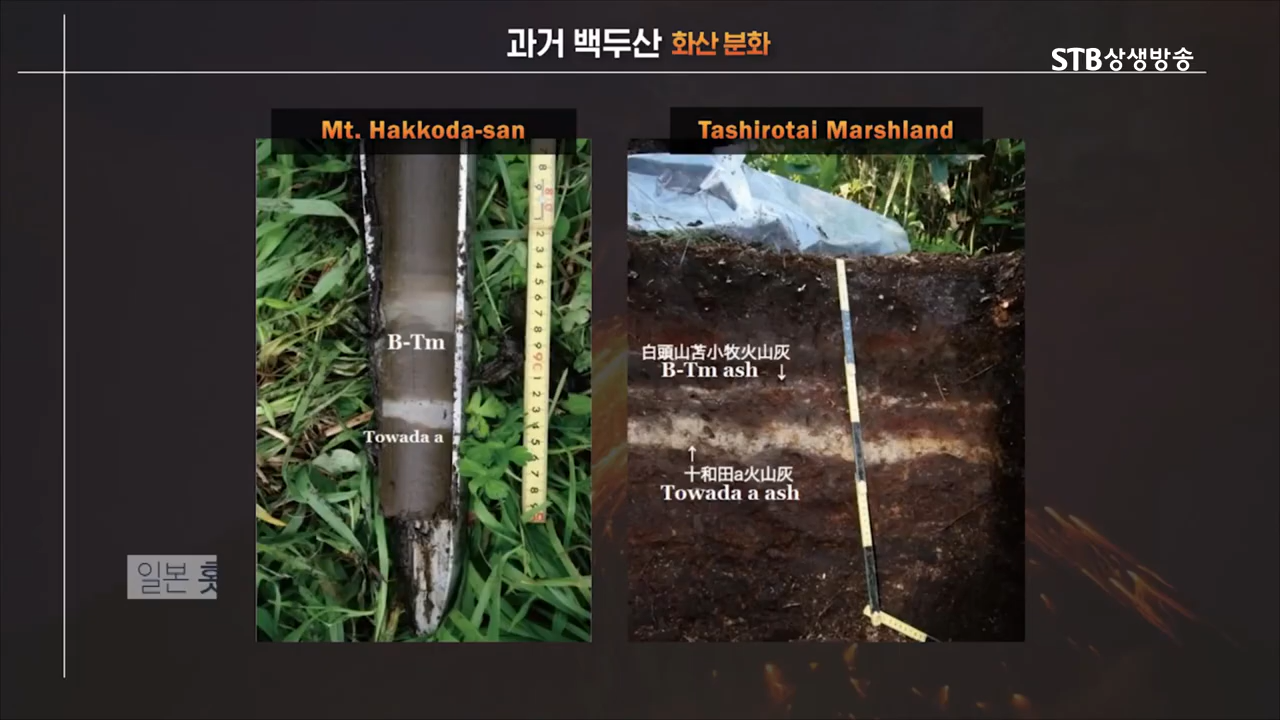 과거 백두산 화산 분화
STB상생방송
Mt. Hakkoda-san
Tashirotai Marshland
B-Tm
Towada a
白頭山苫小牧火山灰
B-Tm ash ↓
↑
十和田a火山灰
Towada a ash
일본